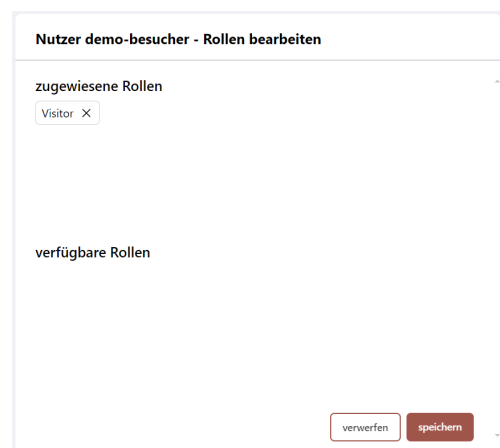 Nutzer demo-besucher - Rollen bearbeiten
zugewiesene Rollen
Visitor
verfügbare Rollen
verwerfen speichern